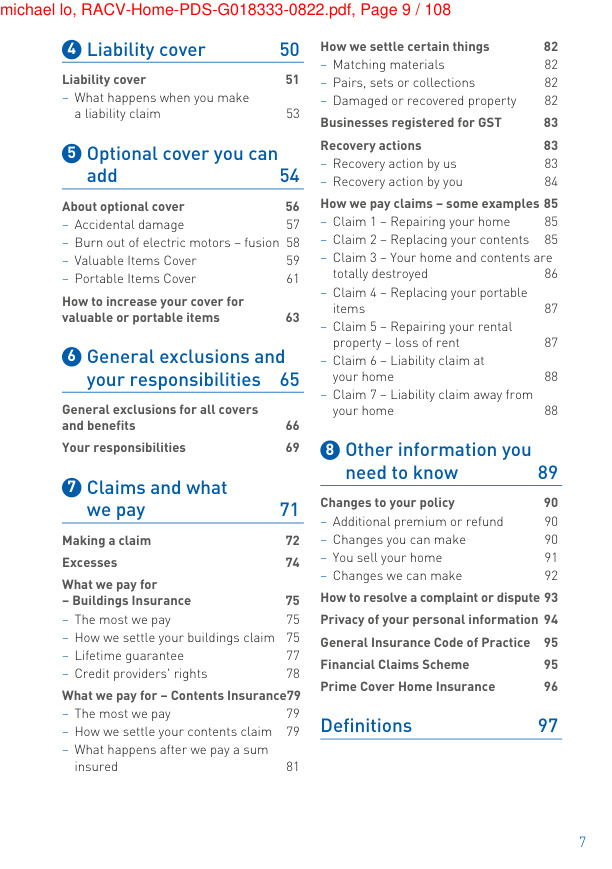 michael lo, RACV-Home-PDS-G018333-0822.pdf, Page 9 / 108
4 Liability cover 50
Liability cover 51
– What happens when you make
a liability claim 53
5 Optional cover you can
add 54
About optional cover 56
– Accidental damage 57
– Burn out of electric motors – fusion 58
– Valuable Items Cover 59
– Portable Items Cover 61
How to increase your cover for
valuable or portable items 63
6 General exclusions and
your responsibilities 65
General exclusions for all covers
and benefits 66
Your responsibilities 69
7 Claims and what
we pay 71
Making a claim 72
Excesses 74
What we pay for
– Buildings Insurance 75
– The most we pay 75
– How we settle your buildings claim 75
– Lifetime guarantee 77
– Credit providers' rights 78
What we pay for – Contents Insurance79
– The most we pay 79
– How we settle your contents claim 79
– What happens after we pay a sum
insured 81
How we settle certain things 82
– Matching materials 82
– Pairs, sets or collections 82
– Damaged or recovered property 82
Businesses registered for GST 83
Recovery actions 83
– Recovery action by us 83
– Recovery action by you 84
How we pay claims – some examples 85
– Claim 1 – Repairing your home 85
– Claim 2 – Replacing your contents 85
– Claim 3 – Your home and contents are
totally destroyed 86
– Claim 4 – Replacing your portable
items 87
– Claim 5 – Repairing your rental
property – loss of rent 87
– Claim 6 – Liability claim at
your home 88
– Claim 7 – Liability claim away from
your home 88
8 Other information you
need to know 89
Changes to your policy 90
– Additional premium or refund 90
– Changes you can make 90
– You sell your home 91
– Changes we can make 92
How to resolve a complaint or dispute 93
Privacy of your personal information 94
General Insurance Code of Practice 95
Financial Claims Scheme 95
Prime Cover Home Insurance 96
Definitions 97
7